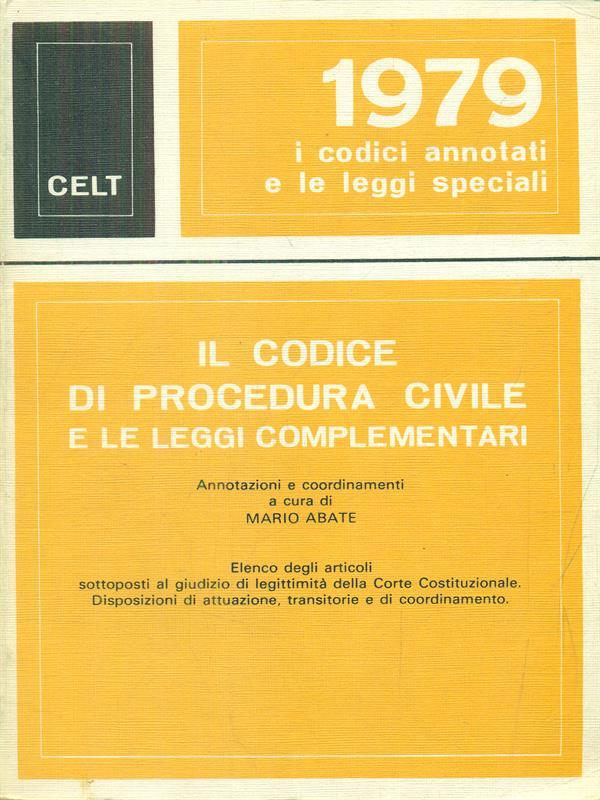 CELT
1979
i codici annotati
e le leggi speciali
IL CODICE
DI PROCEDURA CIVILE
E LE LEGGI COMPLEMENTARI
Annotazioni e coordinamenti
a cura di
MARIO ABATE
Elenco degli articoli
sottoposti al giudizio di legittimità della Corte Costituzionale.
Disposizioni di attuazione, transitorie e di coordinamento.